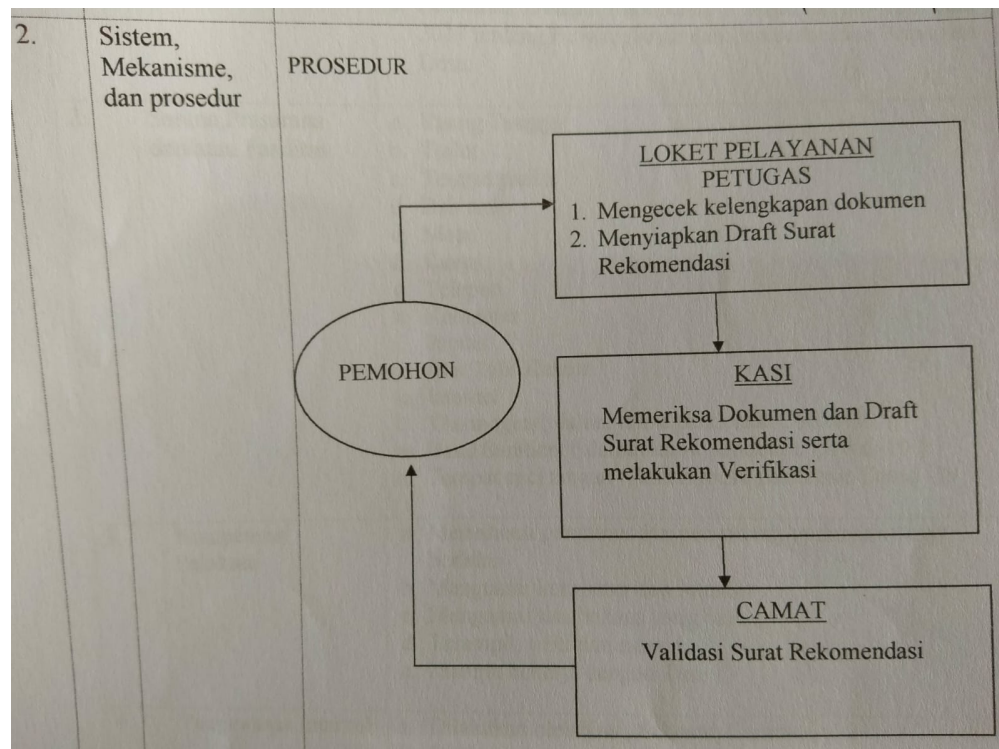 2.
Sistem,
Mekanisme,
dan prosedur
PROSEDUR
LOKET PELAYANAN
PETUGAS
1. Mengecek kelengkapan dokumen
2. Menyiapkan Draft Surat
Rekomendasi
PEMOHON
KASI
Memeriksa Dokumen dan Draft
Surat Rekomendasi serta
melakukan Verifikasi
CAMAT
Validasi Surat Rekomendasi